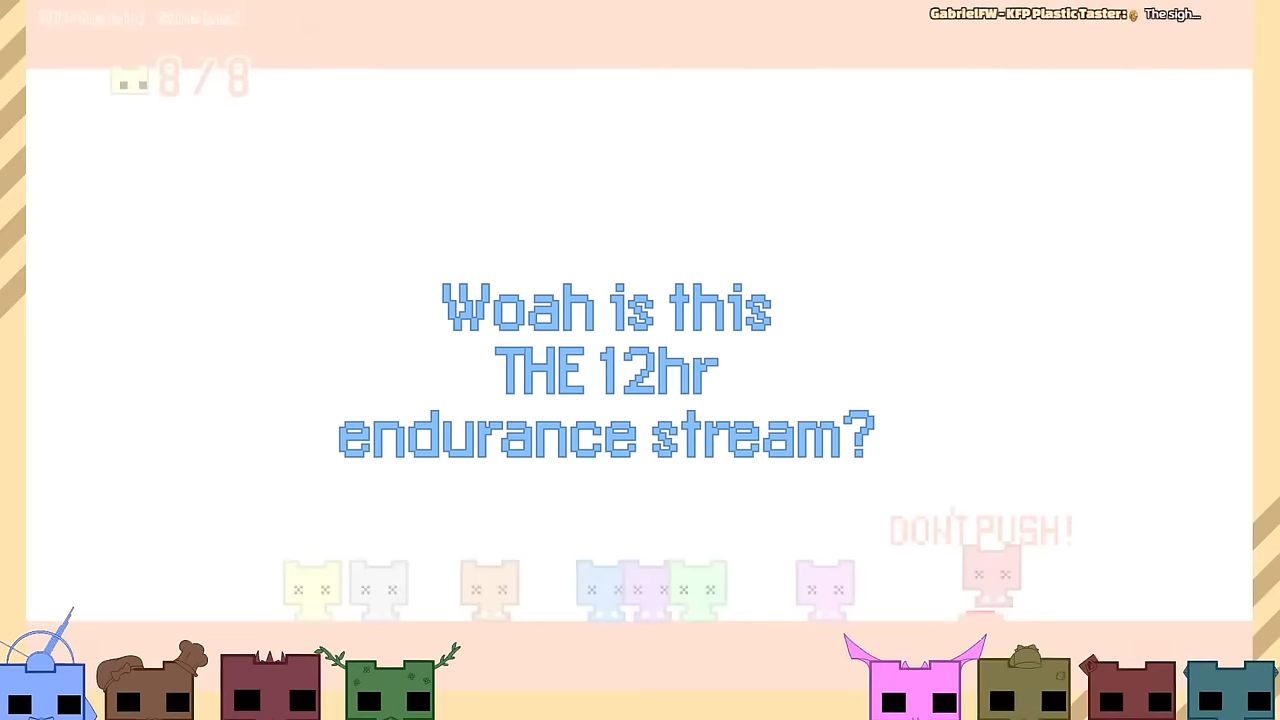 GabrielFW - KFP Plastic Taster: The sigh...
8/8
Woah is this
THE 12hr
endurance stream?
DON'T PUSH!